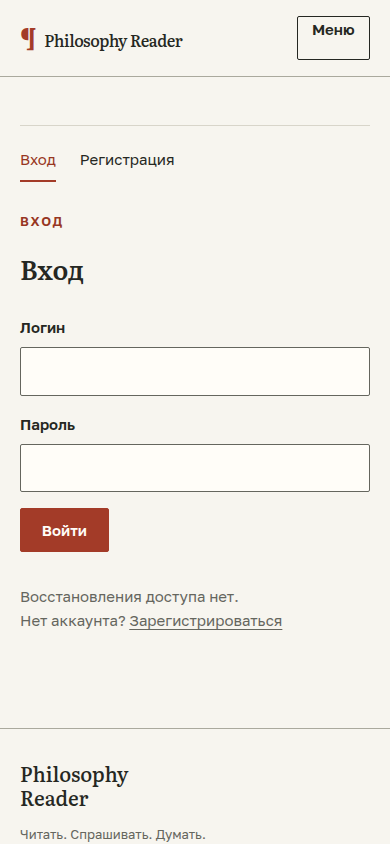 ¶ Philosophy Reader
Меню
Вход Регистрация
ВХОД
Вход
Логин
Пароль
Войти
Восстановления доступа нет.
Нет аккаунта? Зарегистрироваться
Philosophy
Reader
Читать. Спрашивать. Думать.